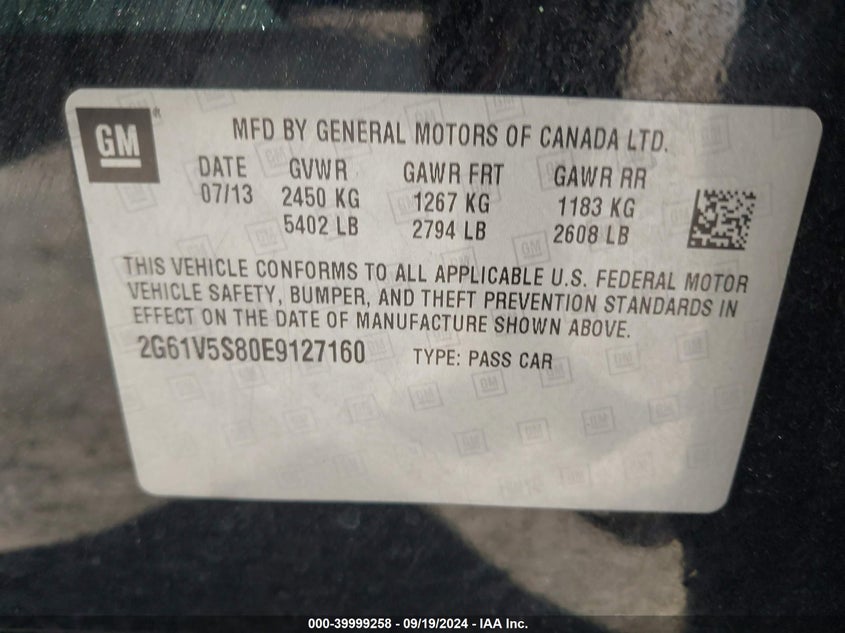 GM
MFD BY GENERAL MOTORS OF CANADA LTD.
DATE GVWR GAWR FRT GAWR RR
07/13 2450 KG 1267 KG 1183 KG
5402 LB 2794 LB 2608 LB
THIS VEHICLE CONFORMS TO ALL APPLICABLE U.S. FEDERAL MOTOR
VEHICLE SAFETY, BUMPER, AND THEFT PREVENTION STANDARDS IN
EFFECT ON THE DATE OF MANUFACTURE SHOWN ABOVE.
2G61V5S80E9127160 TYPE: PASS CAR
000-39999258 - 09/19/2024 - IAA Inc.